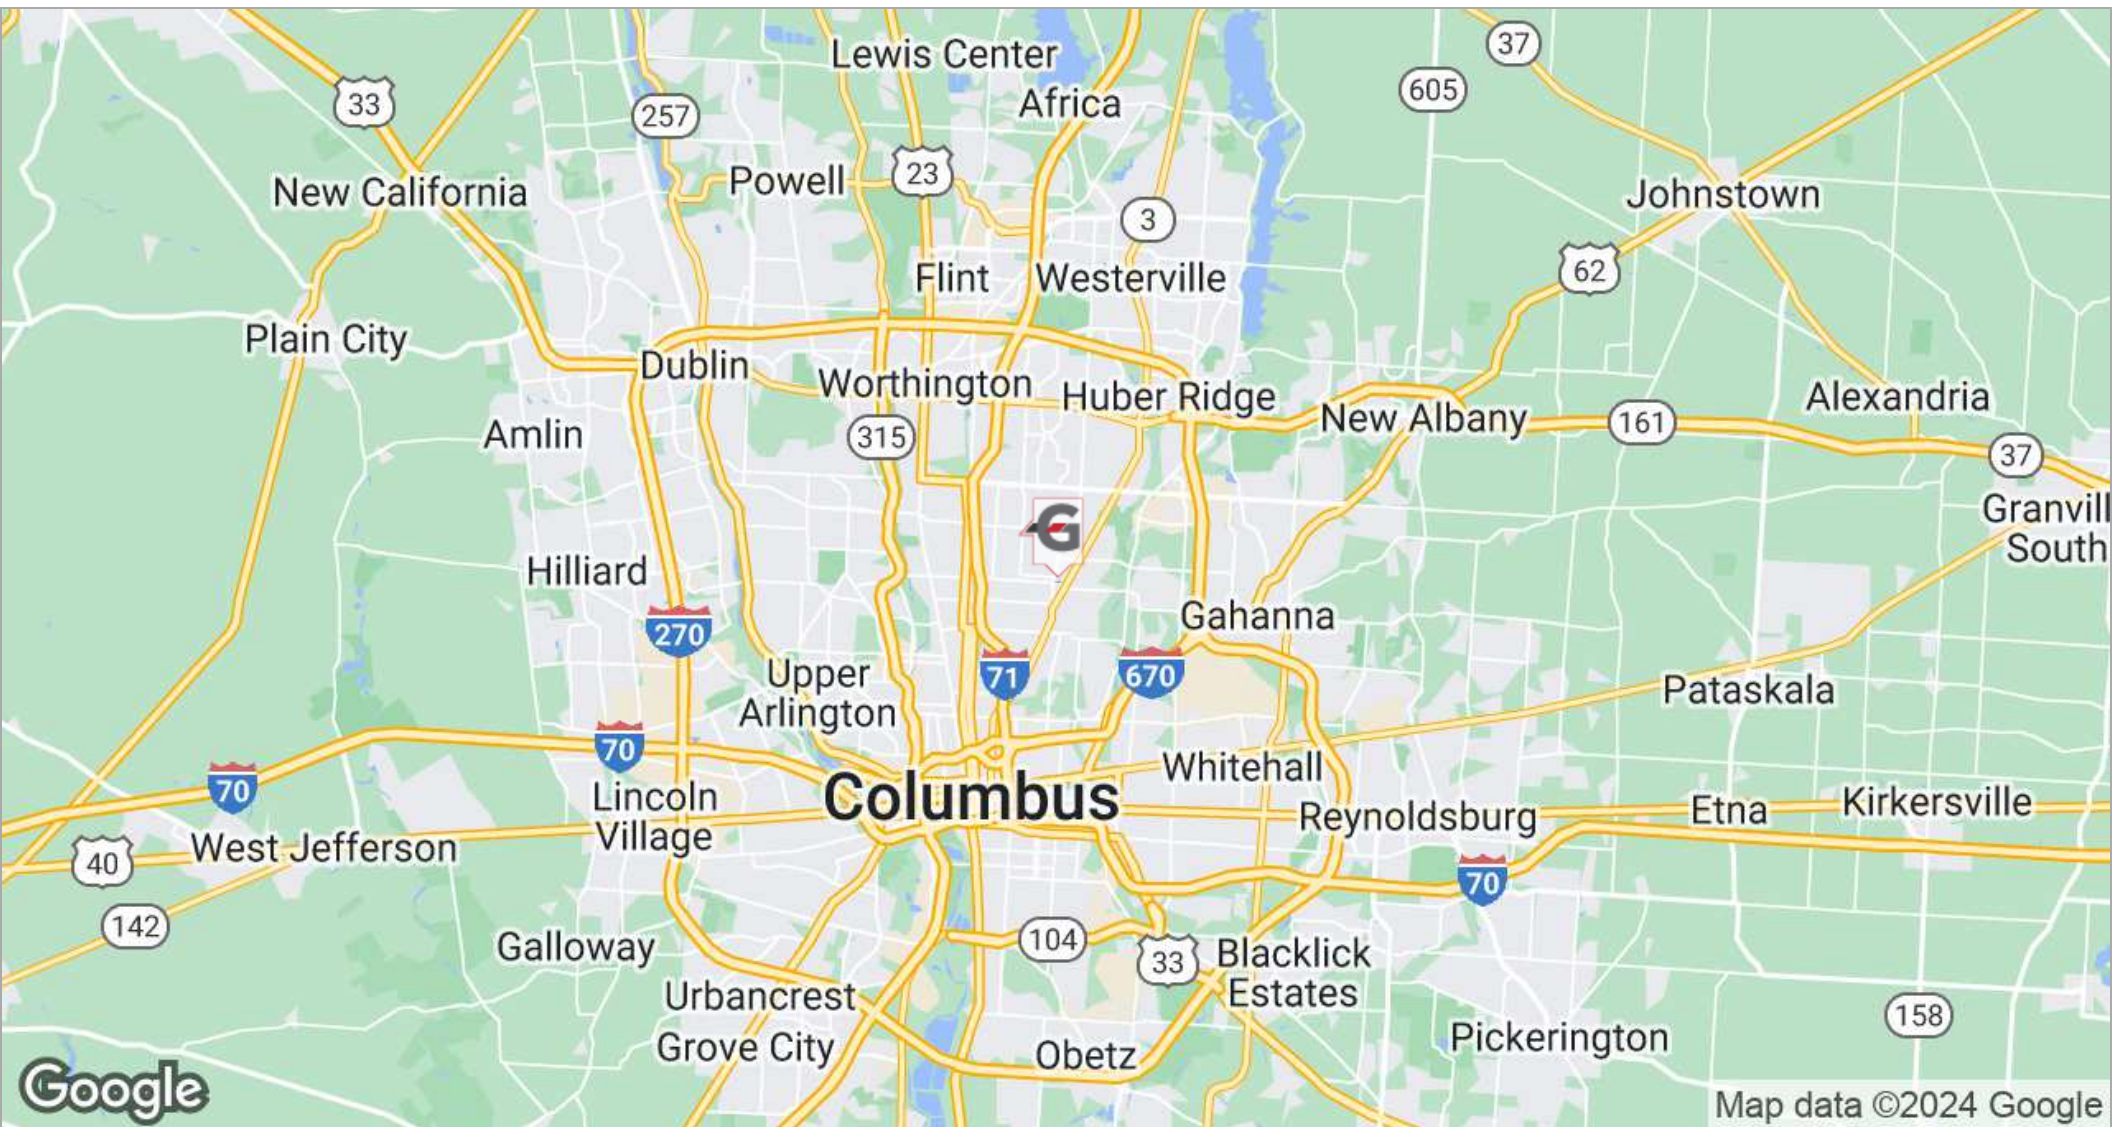 37
Lewis Center
605
33
Africa
257
23
Powell
New California
Johnstown
3
62
Flint
Westerville
Plain City
Dublin
Worthington
Huber Ridge
Alexandria
New Albany
161
Amlin
315
37
Granvill
South
G
Hilliard
Gahanna
270
71
670
Upper
Arlington
Pataskala
70
70
Whitehall
Columbus
Lincoln
Village
Reynoldsburg
Etna
Kirkersville
West Jefferson
40
70
142
Galloway
104
33
Blacklick
Estates
Urbancrest
158
Grove City
Obetz
Pickerington
Google
Map data ©2024 Google